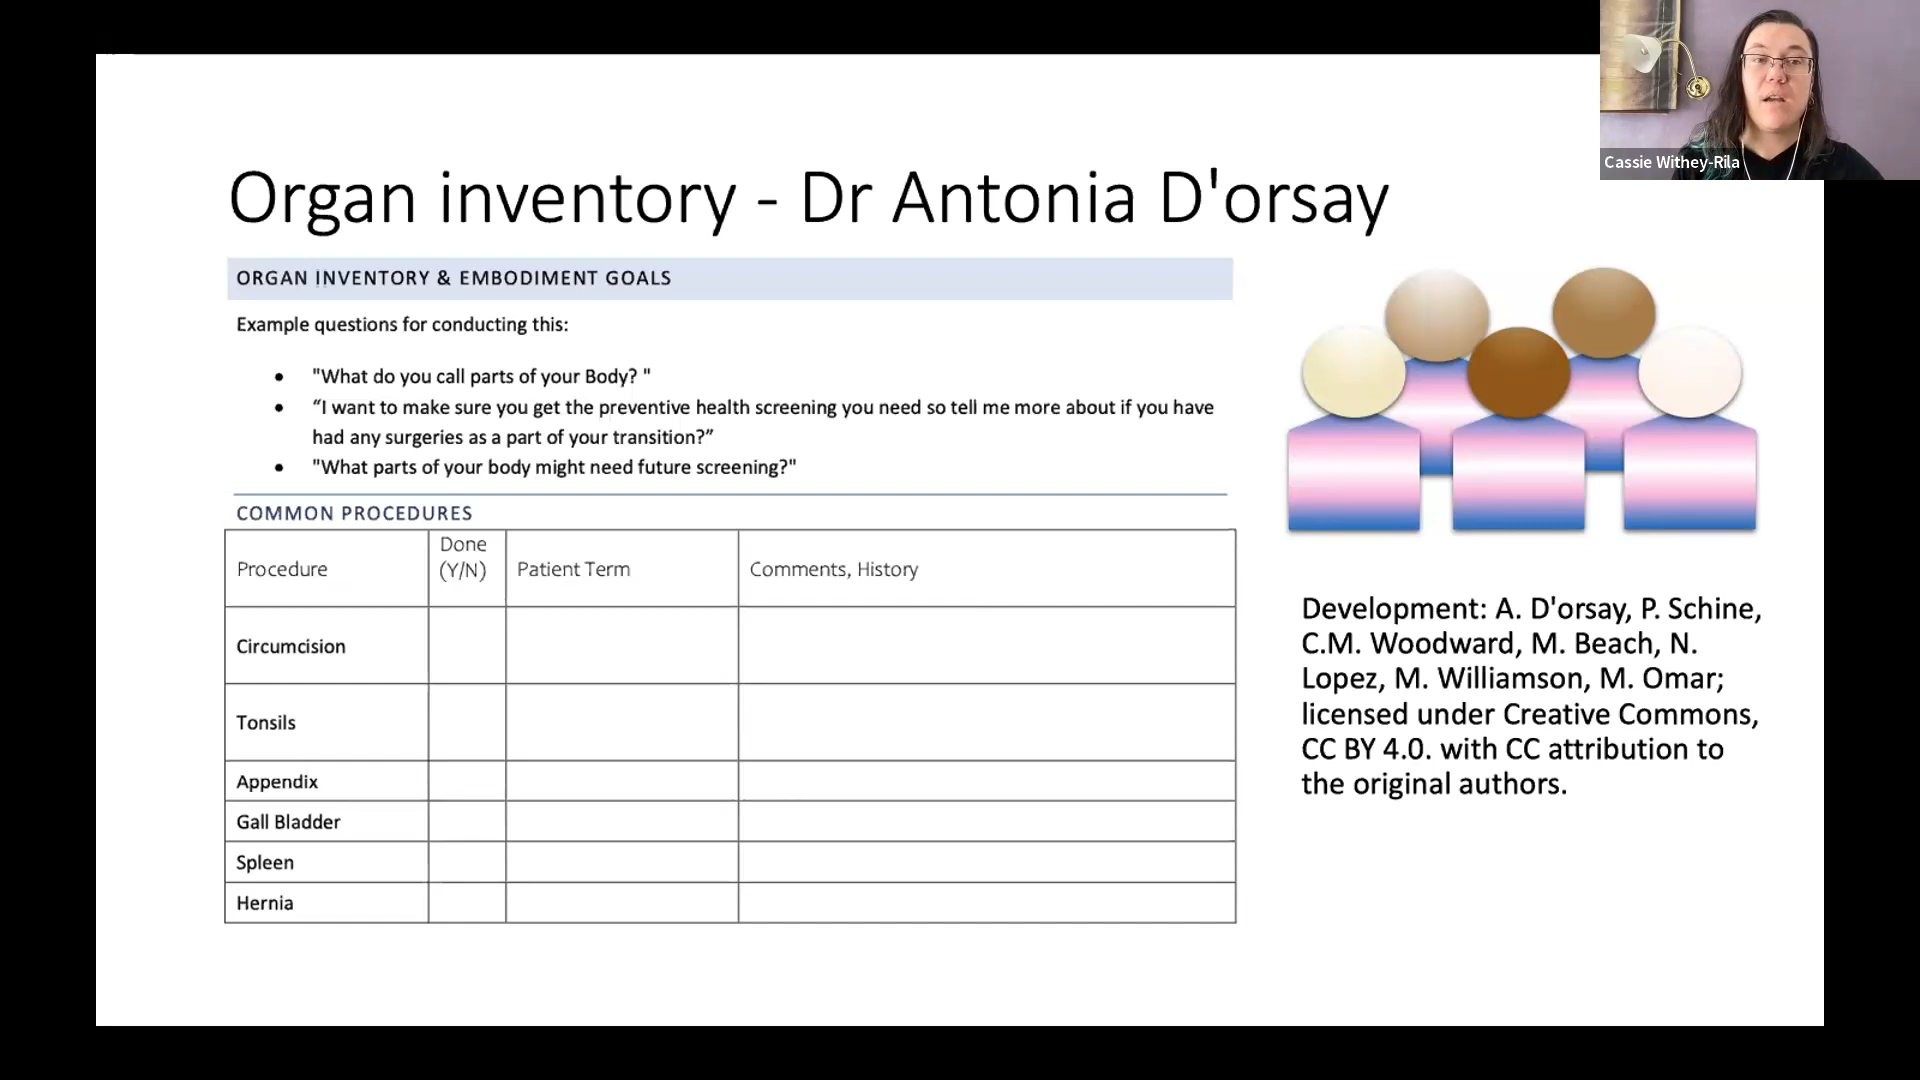 Cassie Withey-Rila
Organ inventory - Dr Antonia D'orsay
ORGAN INVENTORY & EMBODIMENT GOALS
Example questions for conducting this:
• "What do you call parts of your Body? "
• “I want to make sure you get the preventive health screening you need so tell me more about if you have
had any surgeries as a part of your transition?”
• "What parts of your body might need future screening?"
COMMON PROCEDURES
Procedure Done (Y/N) Patient Term Comments, History
Circumcision
Tonsils
Appendix
Gall Bladder
Spleen
Hernia
Development: A. D'orsay, P. Schine,
C.M. Woodward, M. Beach, N.
Lopez, M. Williamson, M. Omar;
licensed under Creative Commons,
CC BY 4.0. with CC attribution to
the original authors.